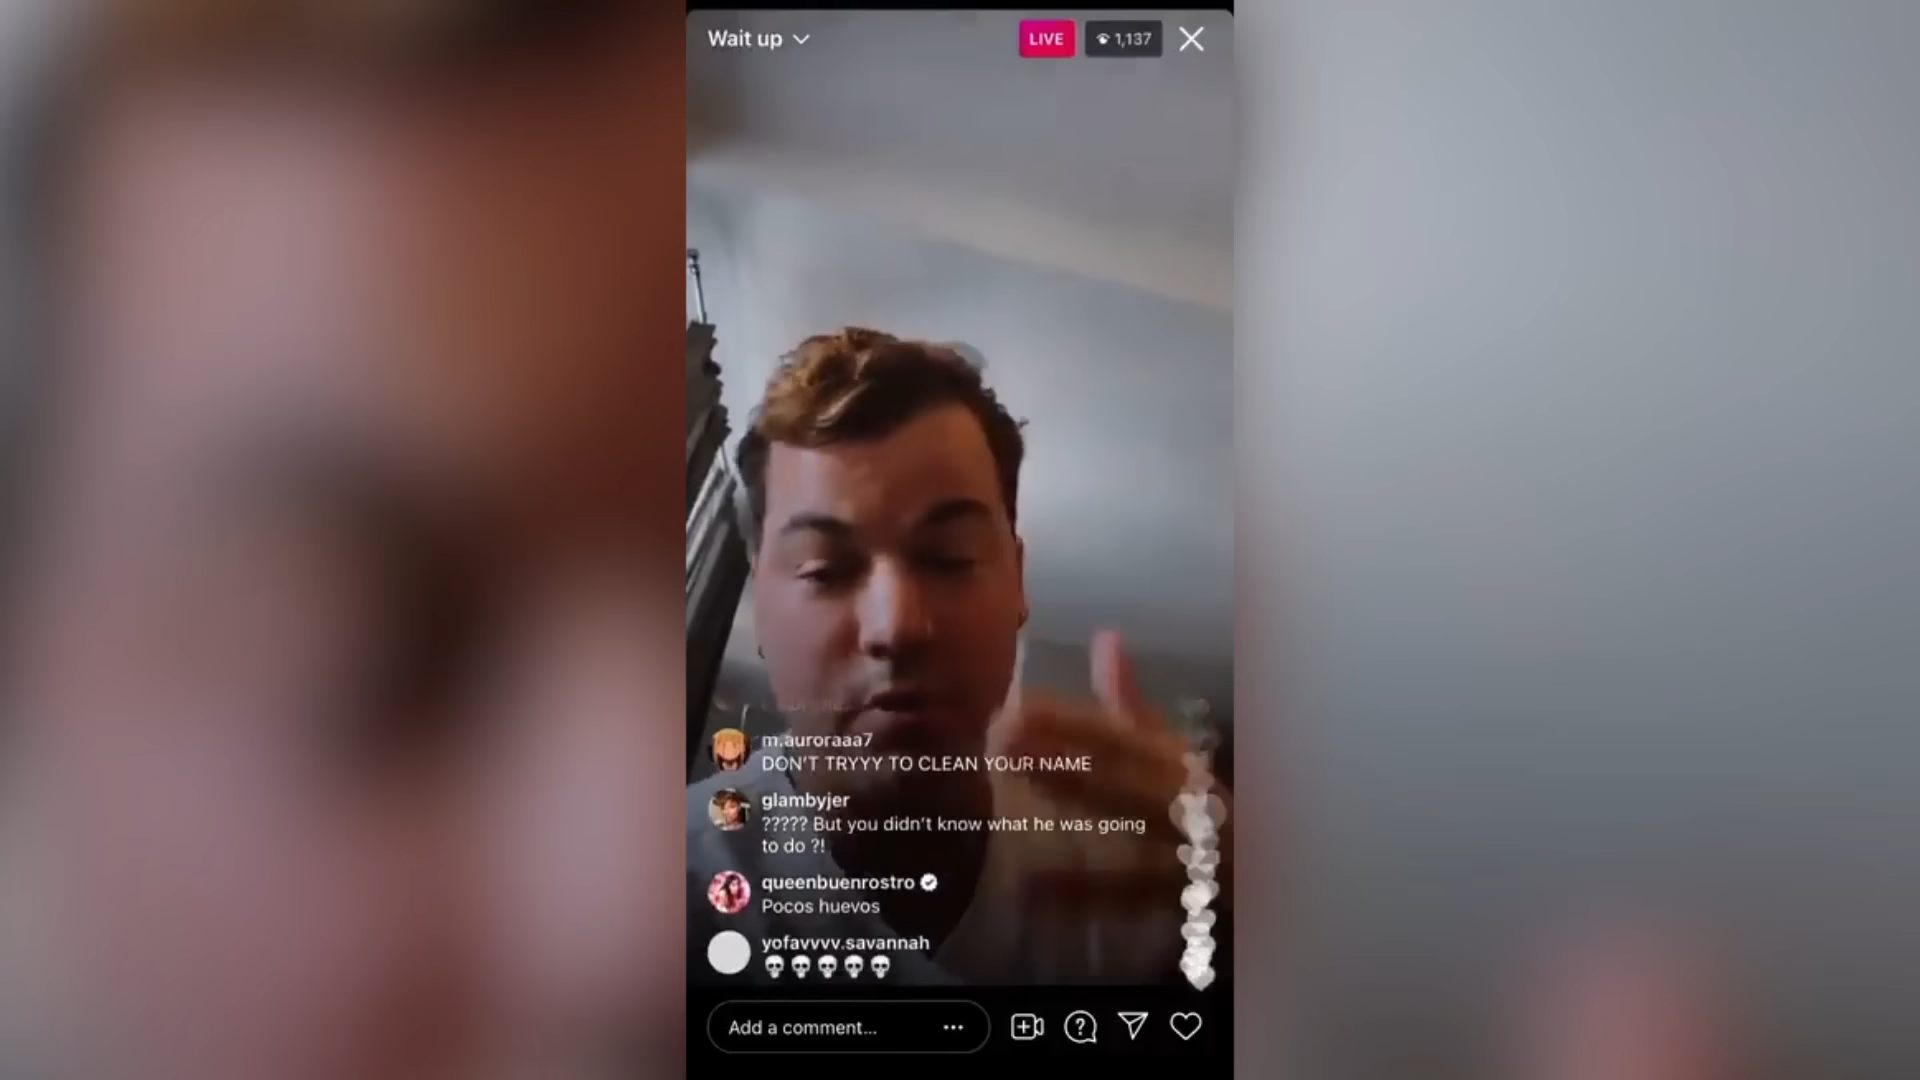 Wait up
LIVE
1,137
m.auroraaa7
DON'T TRYYY TO CLEAN YOUR NAME
glambyjer
????? But you didn't know what he was going
to do ?!
queenbuenrostro
Pocos huevos
yofavvvv.savannah
Add a comment...